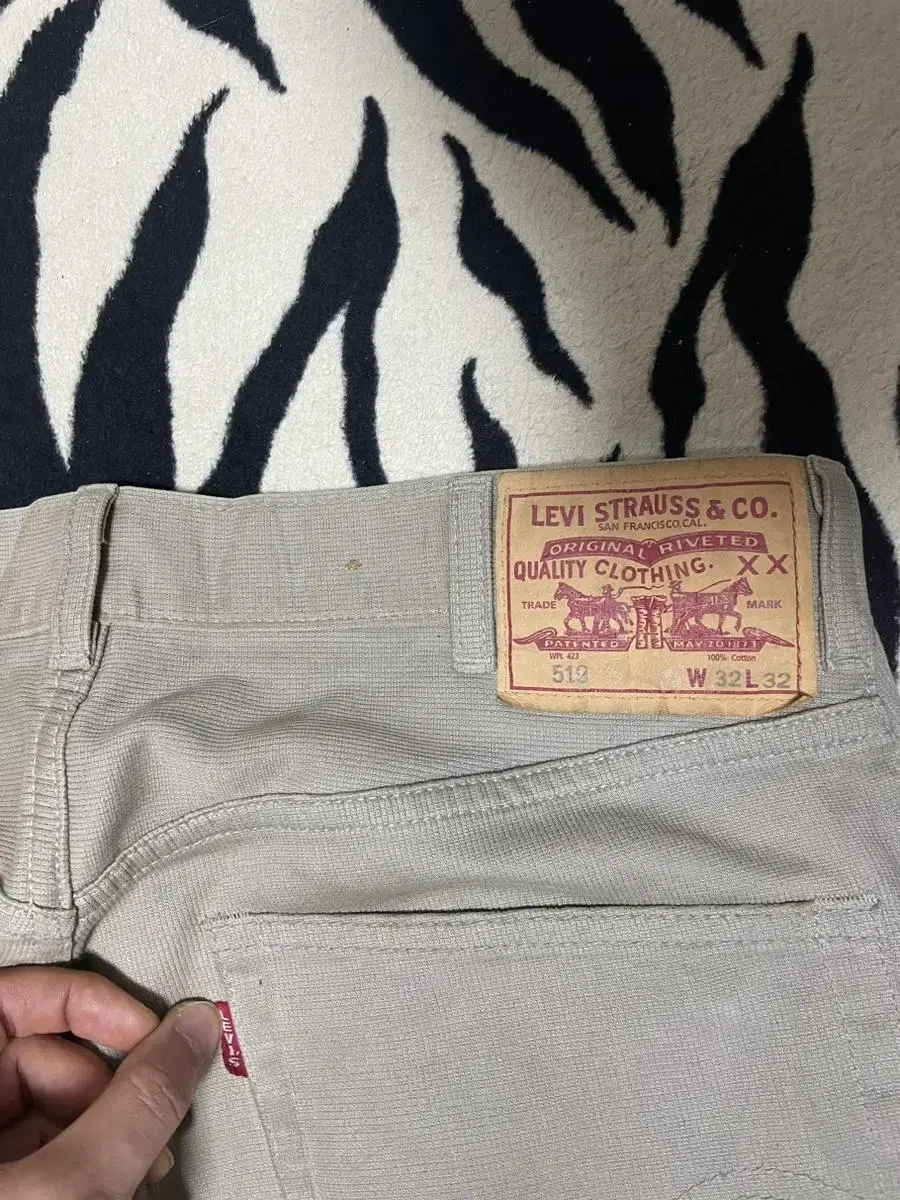 LEVI STRAUSS & CO.
SAN FRANCISCO, CAL.
ORIGINAL RIVETED
QUALITY CLOTHING. XX
TRADE MARK
PATENTED MAY 20 1873
WPL 423 100% Cotton
519 W 32 L 32
LEVI'S